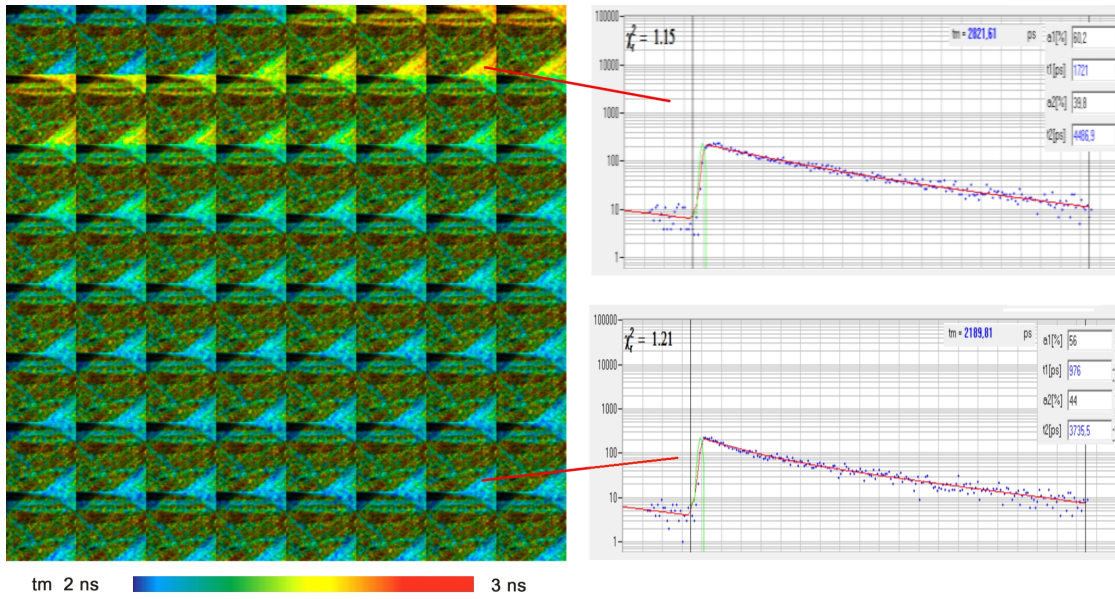 χ²r = 1.15
tm = 2821,61 ps
a1[%] 60,2
t1[ps] 1721
a2[%] 39,8
t2[ps] 4486,9
100000
10000
1000
100
10
1
χ²r = 1.21
tm = 2189,81 ps
a1[%] 56
t1[ps] 976
a2[%] 44
t2[ps] 3735,5
100000
10000
1000
100
10
1
tm 2 ns 3 ns